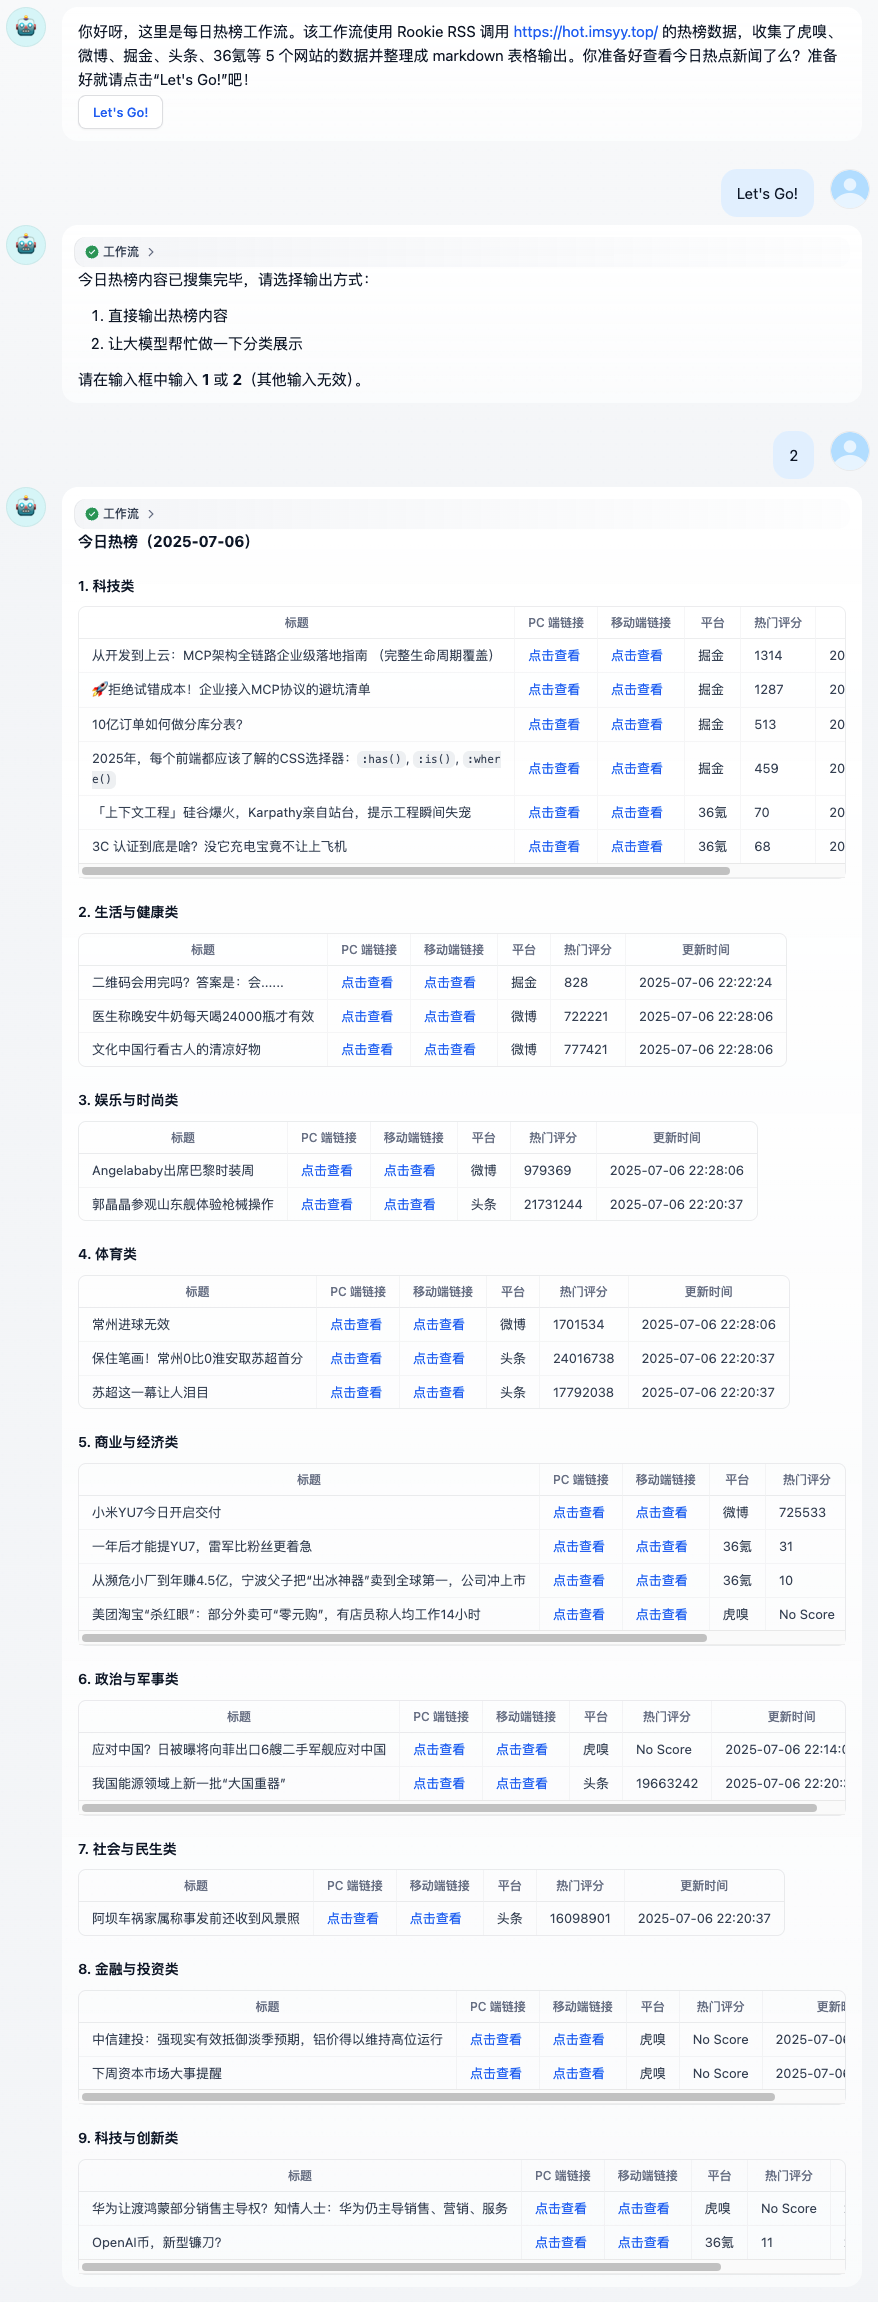 你好呀，这里是每日热榜工作流。该工作流使用 Rookie RSS 调用 https://hot.imsyy.top/ 的热榜数据，收集了虎嗅、
微博、掘金、头条、36氪等 5 个网站的数据并整理成 markdown 表格输出。你准备好查看今日热点新闻了么？准备
好就请点击“Let's Go!”吧！
Let's Go!
Let's Go!
工作流
今日热榜内容已搜集完毕，请选择输出方式：
1. 直接输出热榜内容
2. 让大模型帮忙做一下分类展示
请在输入框中输入 1 或 2（其他输入无效）。
2
工作流
今日热榜（2025-07-06）
1. 科技类
标题 PC 端链接 移动端链接 平台 热门评分
从开发到上云：MCP架构全链路企业级落地指南 （完整生命周期覆盖） 点击查看 点击查看 掘金 1314 20
🚀拒绝试错成本！企业接入MCP协议的避坑清单 点击查看 点击查看 掘金 1287 20
10亿订单如何做分库分表? 点击查看 点击查看 掘金 513 20
2025年，每个前端都应该了解的CSS选择器：:has(), :is(), :wher
e() 点击查看 点击查看 掘金 459 20
「上下文工程」硅谷爆火，Karpathy亲自站台，提示工程瞬间失宠 点击查看 点击查看 36氪 70 20
3C 认证到底是啥？没它充电宝竟不让上飞机 点击查看 点击查看 36氪 68 20
2. 生活与健康类
标题 PC 端链接 移动端链接 平台 热门评分 更新时间
二维码会用完吗？答案是：会...... 点击查看 点击查看 掘金 828 2025-07-06 22:22:24
医生称晚安牛奶每天喝24000瓶才有效 点击查看 点击查看 微博 722221 2025-07-06 22:28:06
文化中国行看古人的清凉好物 点击查看 点击查看 微博 777421 2025-07-06 22:28:06
3. 娱乐与时尚类
标题 PC 端链接 移动端链接 平台 热门评分 更新时间
Angelababy出席巴黎时装周 点击查看 点击查看 微博 979369 2025-07-06 22:28:06
郭晶晶参观山东舰体验枪械操作 点击查看 点击查看 头条 21731244 2025-07-06 22:20:37
4. 体育类
标题 PC 端链接 移动端链接 平台 热门评分 更新时间
常州进球无效 点击查看 点击查看 微博 1701534 2025-07-06 22:28:06
保住笔画！常州0比0淮安取苏超首分 点击查看 点击查看 头条 24016738 2025-07-06 22:20:37
苏超这一幕让人泪目 点击查看 点击查看 头条 17792038 2025-07-06 22:20:37
5. 商业与经济类
标题 PC 端链接 移动端链接 平台 热门评分
小米YU7今日开启交付 点击查看 点击查看 微博 725533
一年后才能提YU7，雷军比粉丝更着急 点击查看 点击查看 36氪 31
从濒危小厂到年赚4.5亿，宁波父子把“出冰神器”卖到全球第一，公司冲上市 点击查看 点击查看 36氪 10
美团淘宝“杀红眼”：部分外卖可“零元购”，有店员称人均工作14小时 点击查看 点击查看 虎嗅 No Score
6. 政治与军事类
标题 PC 端链接 移动端链接 平台 热门评分 更新时间
应对中国？日被曝将向菲出口6艘二手军舰应对中国 点击查看 点击查看 虎嗅 No Score 2025-07-06 22:14:0
我国能源领域上新一批“大国重器” 点击查看 点击查看 头条 19663242 2025-07-06 22:20:3
7. 社会与民生类
标题 PC 端链接 移动端链接 平台 热门评分 更新时间
阿坝车祸家属称事发前还收到风景照 点击查看 点击查看 头条 16098901 2025-07-06 22:20:37
8. 金融与投资类
标题 PC 端链接 移动端链接 平台 热门评分 更新时
中信建投：强现实有效抵御淡季预期，铝价得以维持高位运行 点击查看 点击查看 虎嗅 No Score 2025-07-06
下周资本市场大事提醒 点击查看 点击查看 虎嗅 No Score 2025-07-06
9. 科技与创新类
标题 PC 端链接 移动端链接 平台 热门评分
华为让渡鸿蒙部分销售主导权？知情人士：华为仍主导销售、营销、服务 点击查看 点击查看 虎嗅 No Score
OpenAI币，新型镰刀? 点击查看 点击查看 36氪 11